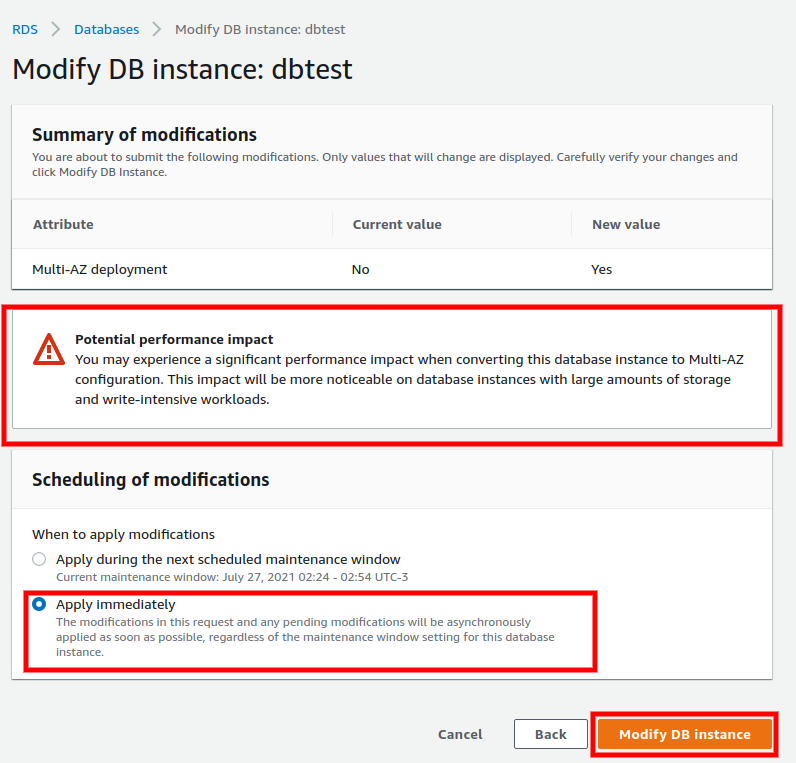 RDS > Databases > Modify DB instance: dbtest
Modify DB instance: dbtest
Summary of modifications
You are about to submit the following modifications. Only values that will change are displayed. Carefully verify your changes and
click Modify DB Instance.
Attribute Current value New value
Multi-AZ deployment No Yes
Potential performance impact
You may experience a significant performance impact when converting this database instance to Multi-AZ
configuration. This impact will be more noticeable on database instances with large amounts of storage
and write-intensive workloads.
Scheduling of modifications
When to apply modifications
Apply during the next scheduled maintenance window
Current maintenance window: July 27, 2021 02:24 - 02:54 UTC-3
Apply immediately
The modifications in this request and any pending modifications will be asynchronously
applied as soon as possible, regardless of the maintenance window setting for this database
instance.
Cancel Back Modify DB instance